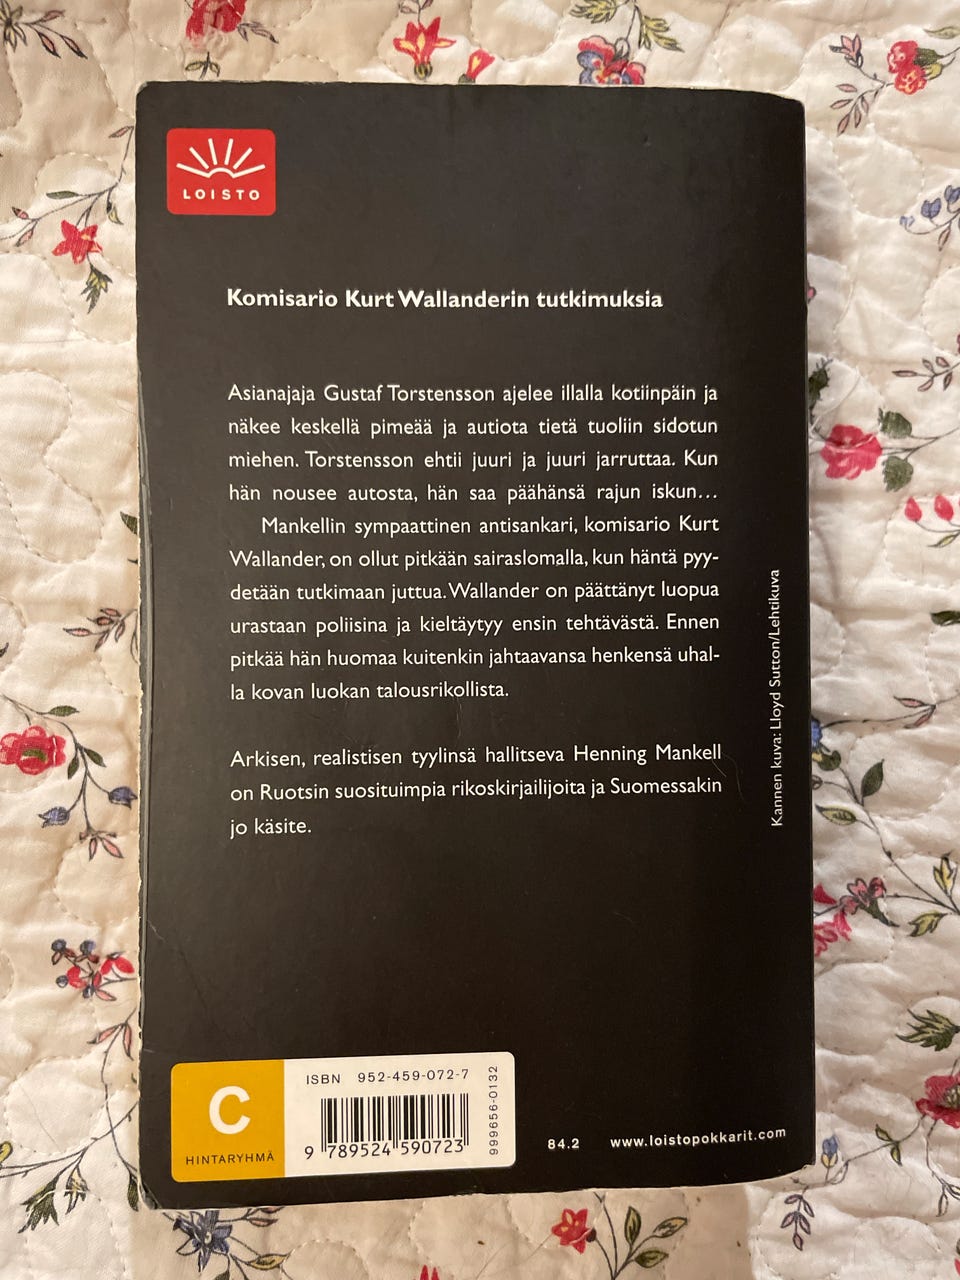 LOISTO
Komisario Kurt Wallanderin tutkimuksia
Asianajaja Gustaf Torstensson ajelee illalla kotiinpäin ja
näkee keskellä pimeää ja autiota tietä tuoliin sidotun
miehen. Torstensson ehtii juuri ja juuri jarruttaa. Kun
hän nousee autosta, hän saa päähänsä rajun iskun...
Mankellin sympaattinen antisankari, komisario Kurt
Wallander, on ollut pitkään sairaslomalla, kun häntä pyy-
detään tutkimaan juttua. Wallander on päättänyt luopua
urastaan poliisina ja kieltäytyy ensin tehtävästä. Ennen
pitkää hän huomaa kuitenkin jahtaavansa henkensä uhal-
la kovan luokan talousrikollista.
Arkisen, realistisen tyylinsä hallitseva Henning Mankell
on Ruotsin suosituimpia rikoskirjailijoita ja Suomessakin
jo käsite.
Kannen kuva: Lloyd Sutton/Lehtikuva
C
HINTARYHMÄ
ISBN 952-459-072-7
9 789524 590723
999656-0132
84.2 www.loistopokkarit.com